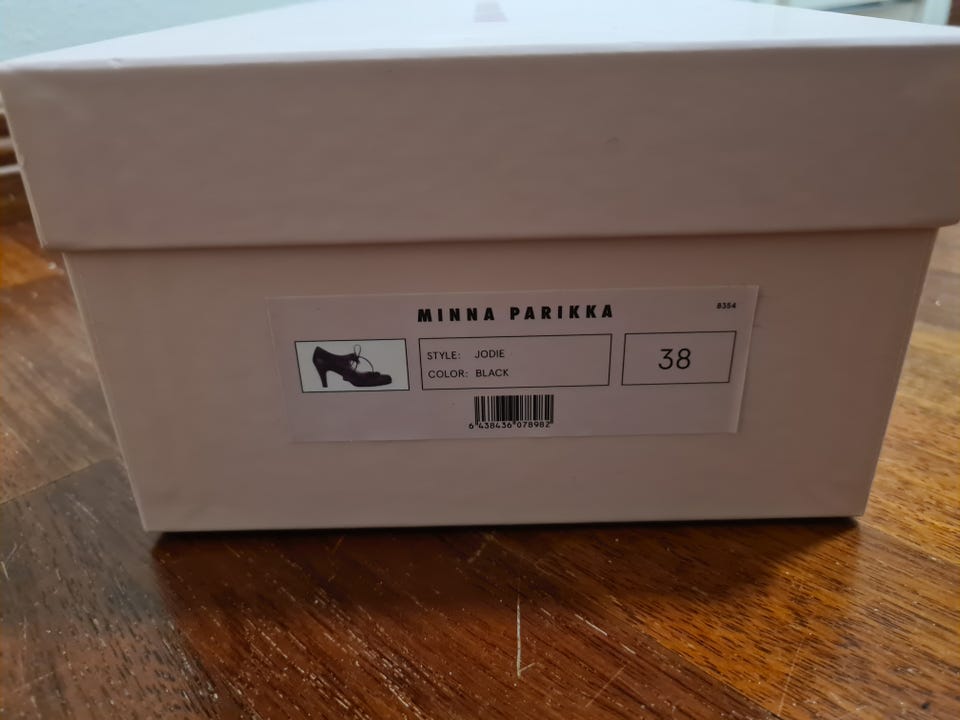 MINNA PARIKKA
8354
STYLE: JODIE
COLOR: BLACK
38
6 438436 078982